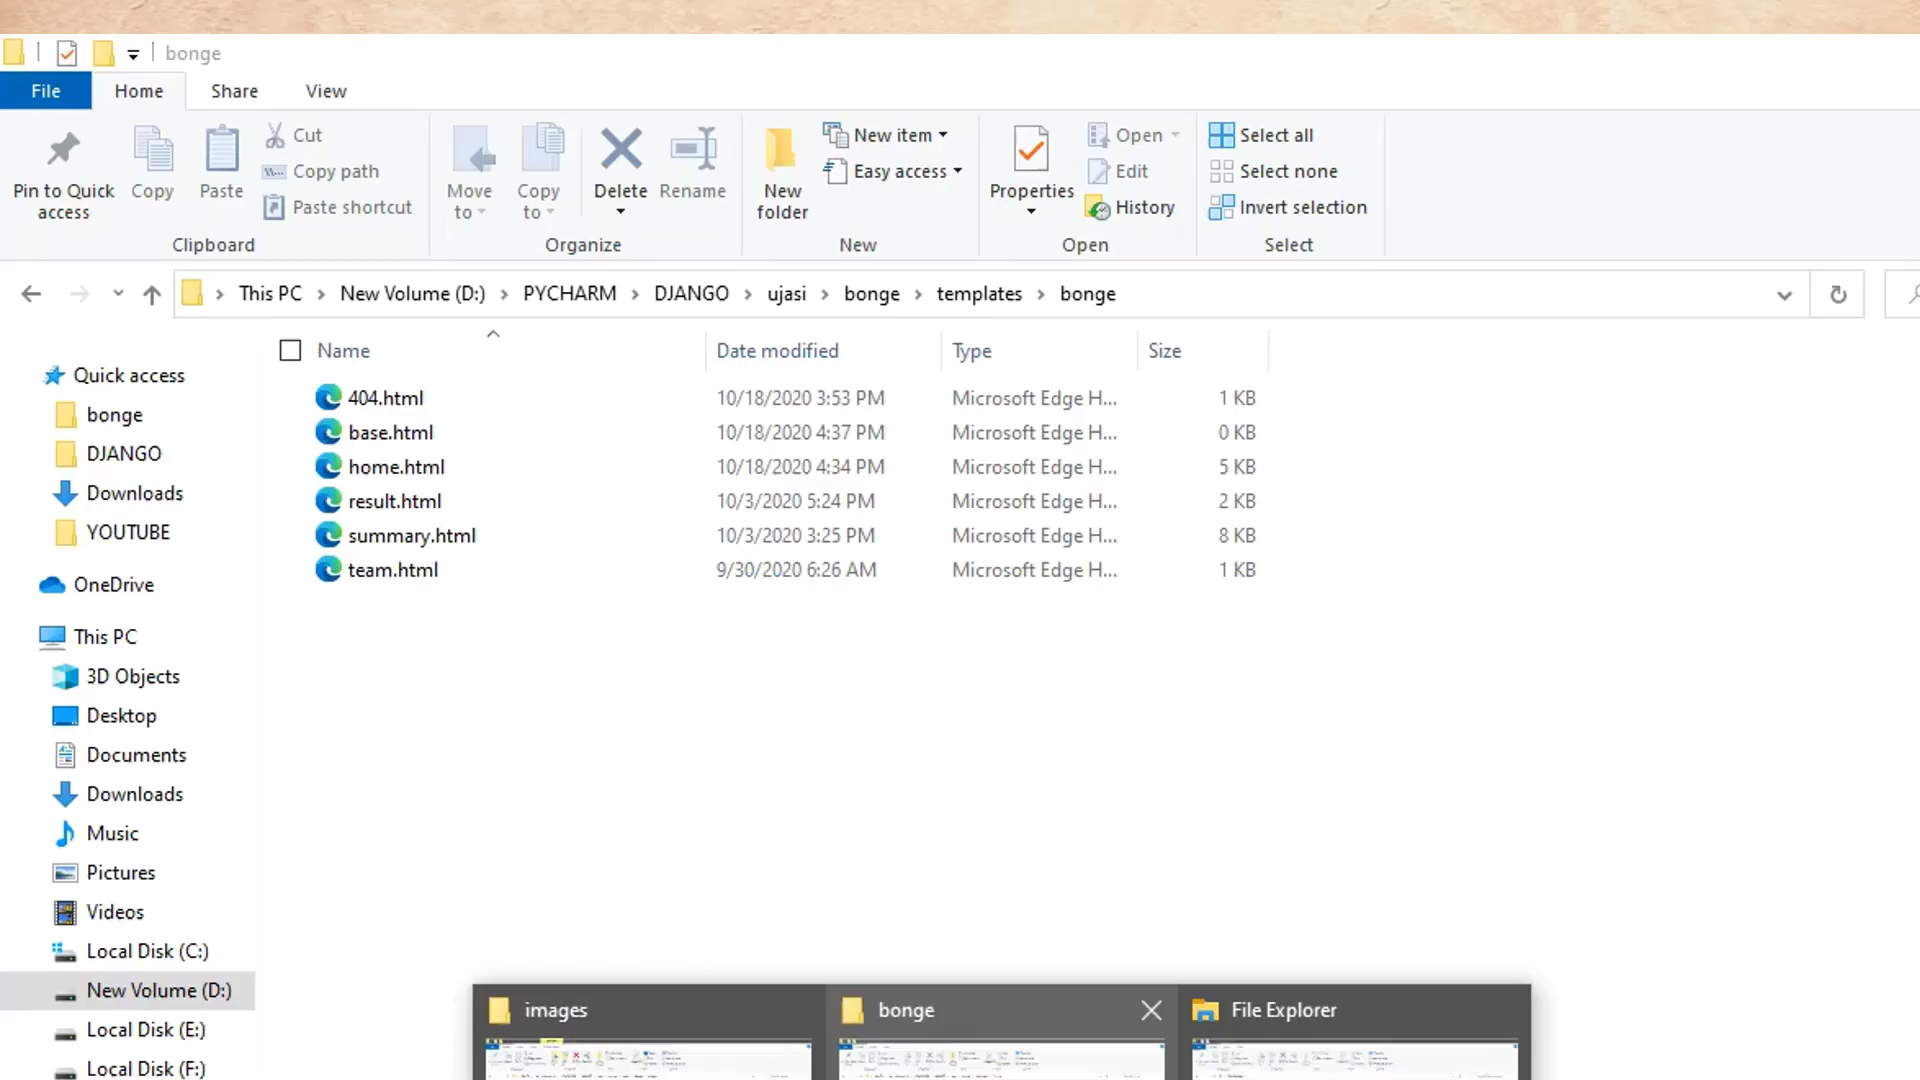 bonge
File Home Share View
Pin to Quick access
Copy
Paste
Cut
Copy path
Paste shortcut
Clipboard
Move to
Copy to
Delete
Rename
Organize
New folder
New item
Easy access
New
Properties
Open
Edit
History
Open
Select all
Select none
Invert selection
Select
This PC > New Volume (D:) > PYCHARM > DJANGO > ujasi > bonge > templates > bonge
Name Date modified Type Size
404.html 10/18/2020 3:53 PM Microsoft Edge H... 1 KB
base.html 10/18/2020 4:37 PM Microsoft Edge H... 0 KB
home.html 10/18/2020 4:34 PM Microsoft Edge H... 5 KB
result.html 10/3/2020 5:24 PM Microsoft Edge H... 2 KB
summary.html 10/3/2020 3:25 PM Microsoft Edge H... 8 KB
team.html 9/30/2020 6:26 AM Microsoft Edge H... 1 KB
Quick access
bonge
DJANGO
Downloads
YOUTUBE
OneDrive
This PC
3D Objects
Desktop
Documents
Downloads
Music
Pictures
Videos
Local Disk (C:)
New Volume (D:)
Local Disk (E:)
Local Disk (F:)
images
bonge
File Explorer